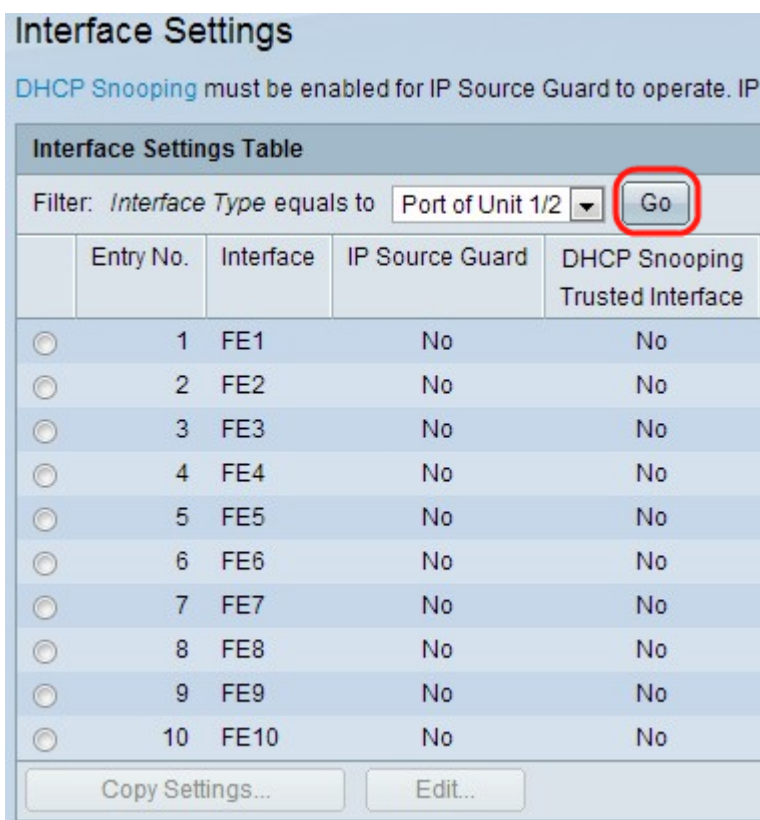 Interface Settings
DHCP Snooping must be enabled for IP Source Guard to operate. IP
Interface Settings Table
Filter: Interface Type equals to Port of Unit 1/2 Go
Entry No. Interface IP Source Guard DHCP Snooping
Trusted Interface
1 FE1 No No
2 FE2 No No
3 FE3 No No
4 FE4 No No
5 FE5 No No
6 FE6 No No
7 FE7 No No
8 FE8 No No
9 FE9 No No
10 FE10 No No
Copy Settings... Edit...